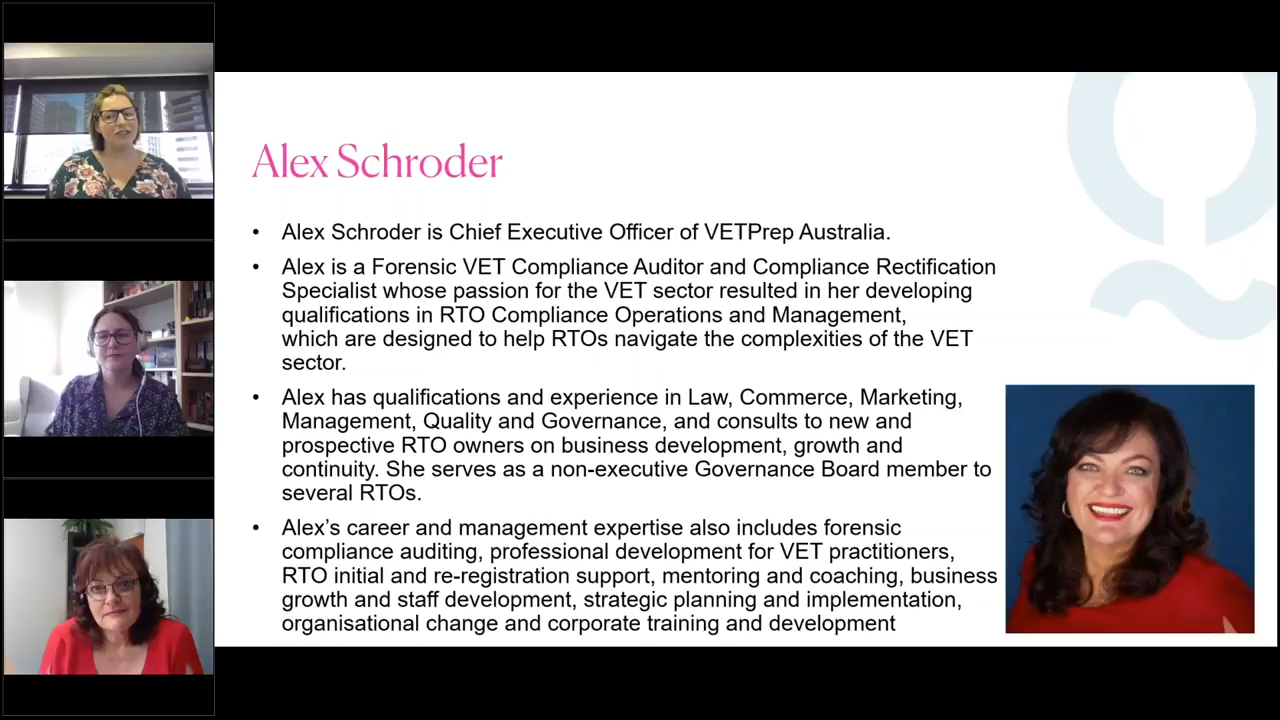 Alex Schroder
• Alex Schroder is Chief Executive Officer of VETPrep Australia.
• Alex is a Forensic VET Compliance Auditor and Compliance Rectification
Specialist whose passion for the VET sector resulted in her developing
qualifications in RTO Compliance Operations and Management,
which are designed to help RTOs navigate the complexities of the VET
sector.
• Alex has qualifications and experience in Law, Commerce, Marketing,
Management, Quality and Governance, and consults to new and
prospective RTO owners on business development, growth and
continuity. She serves as a non-executive Governance Board member to
several RTOs.
• Alex’s career and management expertise also includes forensic
compliance auditing, professional development for VET practitioners,
RTO initial and re-registration support, mentoring and coaching, business
growth and staff development, strategic planning and implementation,
organisational change and corporate training and development